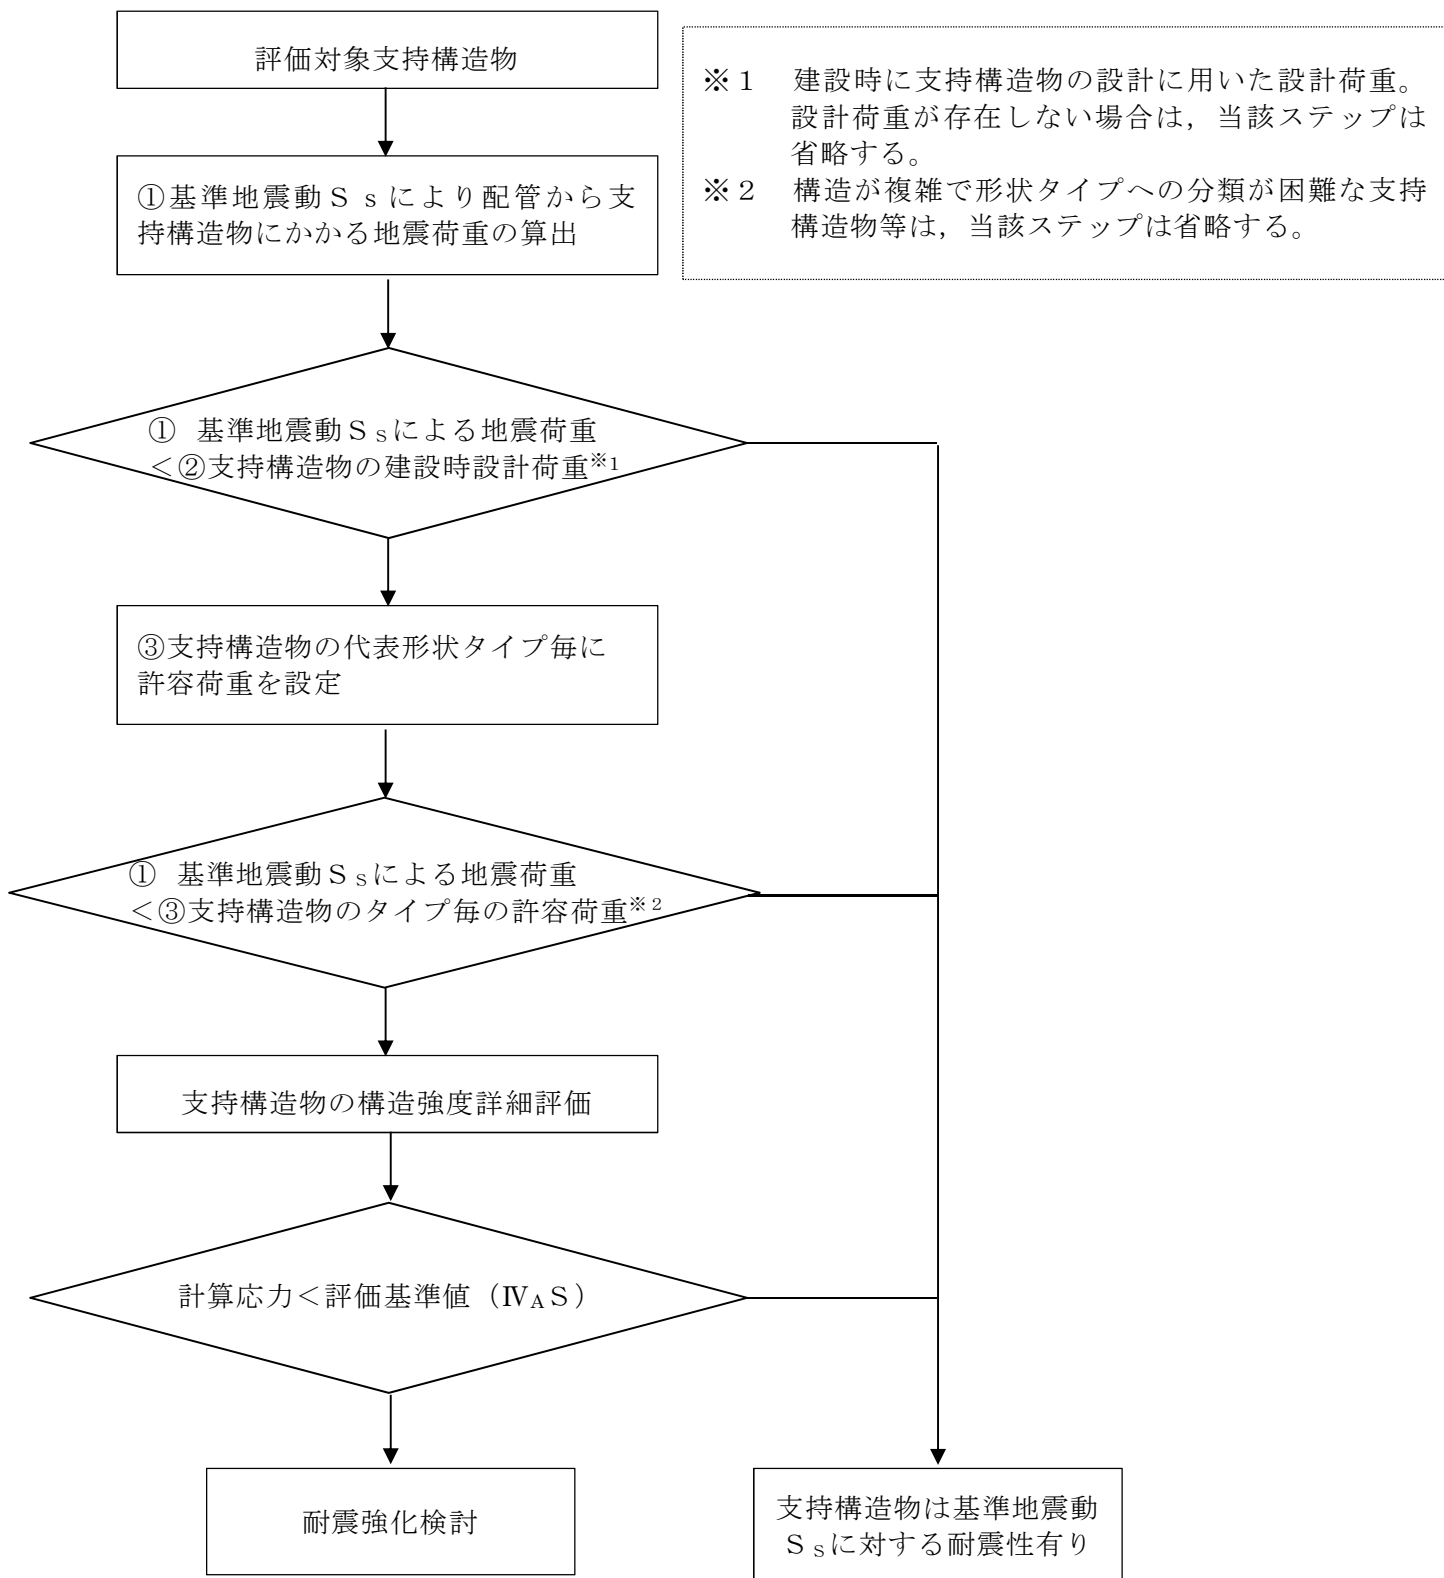 評価対象支持構造物
※１　建設時に支持構造物の設計に用いた設計荷重。
設計荷重が存在しない場合は，当該ステップは
省略する。
※２　構造が複雑で形状タイプへの分類が困難な支持
構造物等は，当該ステップは省略する。
①基準地震動Ｓｓにより配管から支
持構造物にかかる地震荷重の算出
①　基準地震動Ｓｓによる地震荷重
＜②支持構造物の建設時設計荷重※1
③支持構造物の代表形状タイプ毎に
許容荷重を設定
①　基準地震動Ｓｓによる地震荷重
＜③支持構造物のタイプ毎の許容荷重※２
支持構造物の構造強度詳細評価
計算応力＜評価基準値（ⅣAＳ）
耐震強化検討
支持構造物は基準地震動
Ｓｓに対する耐震性有り